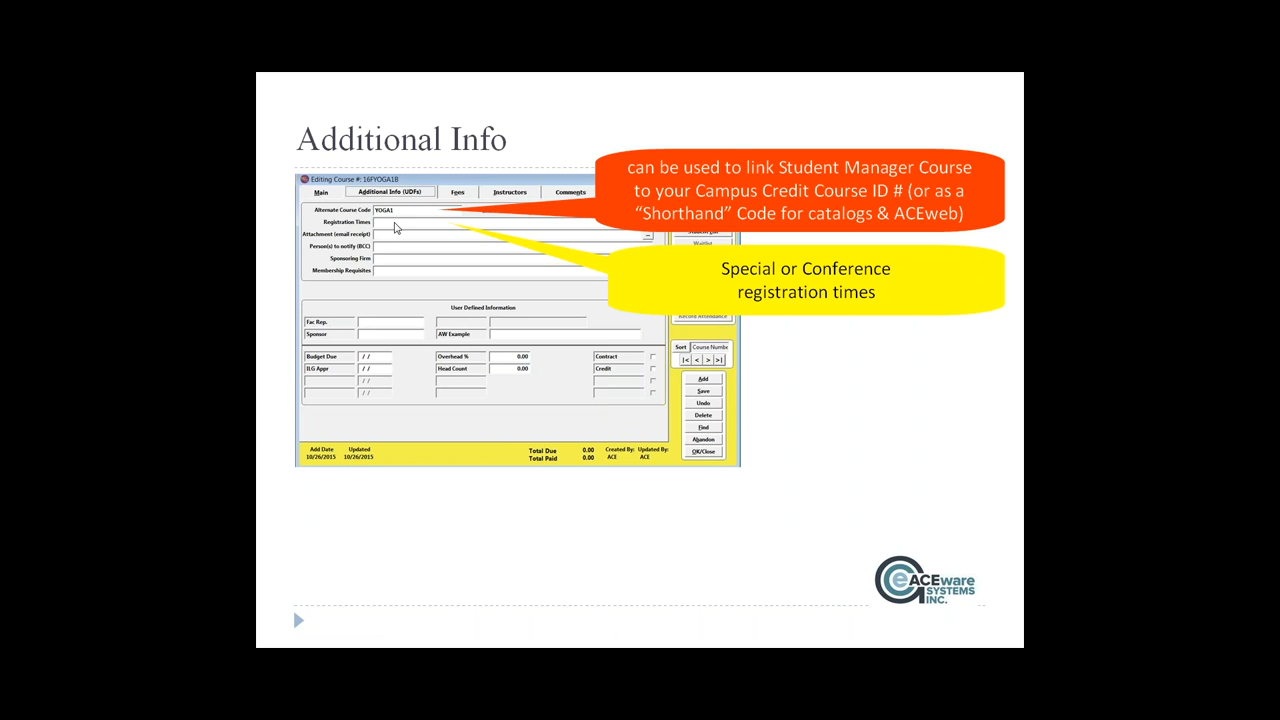 Additional Info
can be used to link Student Manager Course
to your Campus Credit Course ID # (or as a
“Shorthand” Code for catalogs & ACEweb)
Special or Conference
registration times
Editing Course #: 16FYOGA1B
Main Additional Info (UDFs) Fees Instructors Comments
Alternate Course Code YOGA1
Registration Times
Attachment (email receipt)
Person(s) to notify (BCC)
Sponsoring Firm
Membership Requisites
Waitlist
Record Attendance
User Defined Information
Fac Rep.
Sponsor AW Example
Sort Course Numbe
|< < > >|
Budget Due / / Overhead % 0.00 Contract
ILG Appr / / Head Count 0.00 Credit
/ /
/ /
Add
Save
Undo
Delete
Find
Abandon
OK/Close
Add Date Updated Total Due 0.00 Created By: Updated By:
10/26/2015 10/26/2015 Total Paid 0.00 ACE ACE
e ACEware
SYSTEMS
INC.